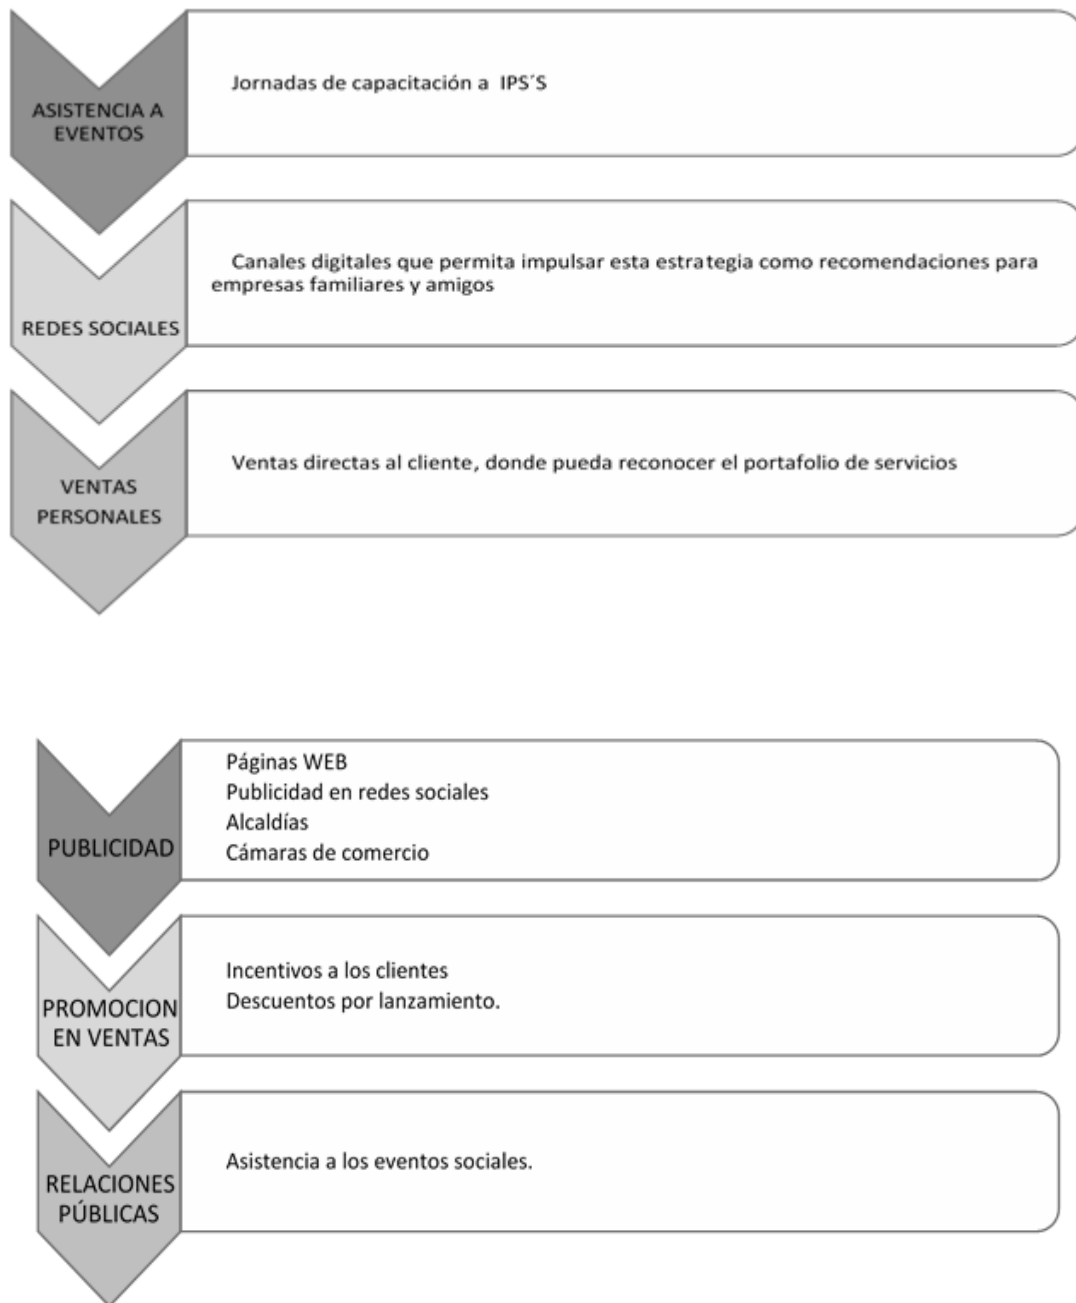 ASISTENCIA A
EVENTOS
Jornadas de capacitación a IPS´S
REDES SOCIALES
Canales digitales que permita impulsar esta estrategia como recomendaciones para
empresas familiares y amigos
VENTAS
PERSONALES
Ventas directas al cliente, donde pueda reconocer el portafolio de servicios
PUBLICIDAD
Páginas WEB
Publicidad en redes sociales
Alcaldías
Cámaras de comercio
PROMOCION
EN VENTAS
Incentivos a los clientes
Descuentos por lanzamiento.
RELACIONES
PÚBLICAS
Asistencia a los eventos sociales.